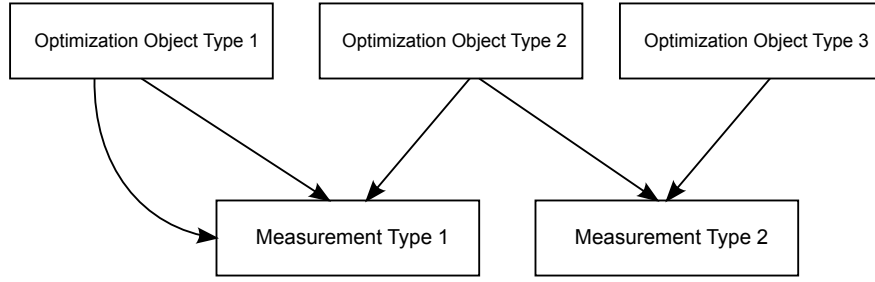 Optimization Object Type 1
Optimization Object Type 2
Optimization Object Type 3
Measurement Type 1
Measurement Type 2